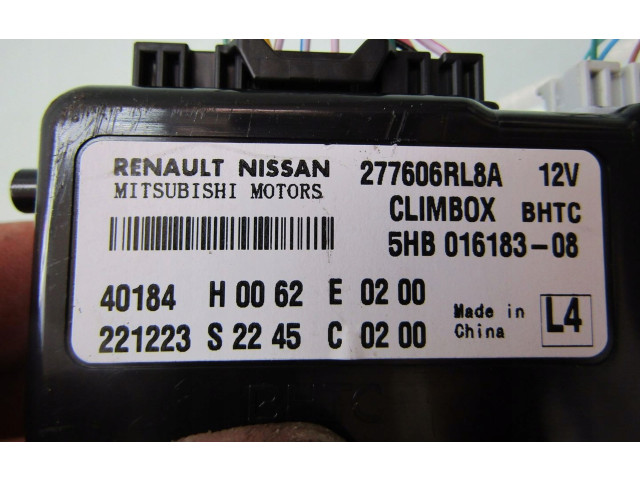 RENAULT NISSAN 277606RL8A 12V
MITSUBISHI MOTORS CLIMBOX BHTC
5HB 016183-08
40184 H 00 62 E 02 00
221223 S 22 45 C 02 00
Made in China L4